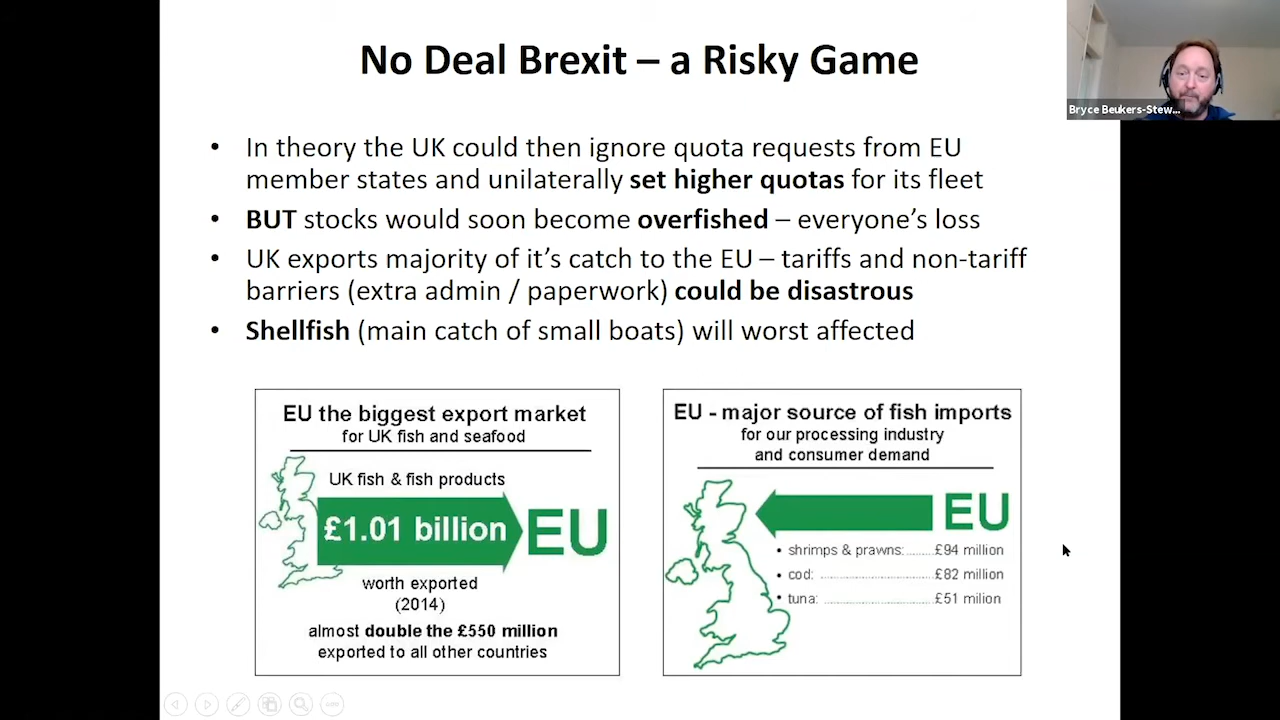 No Deal Brexit – a Risky Game
Bryce Beukers-Stew...
• In theory the UK could then ignore quota requests from EU
member states and unilaterally set higher quotas for its fleet
• BUT stocks would soon become overfished – everyone's loss
• UK exports majority of it's catch to the EU – tariffs and non-tariff
barriers (extra admin / paperwork) could be disastrous
• Shellfish (main catch of small boats) will worst affected
EU the biggest export market
for UK fish and seafood
UK fish & fish products
£1.01 billion
EU
worth exported
(2014)
almost double the £550 million
exported to all other countries
EU - major source of fish imports
for our processing industry
and consumer demand
EU
• shrimps & prawns:.......£94 million
• cod: ..............................£82 million
• tuna: .............................£51 milion